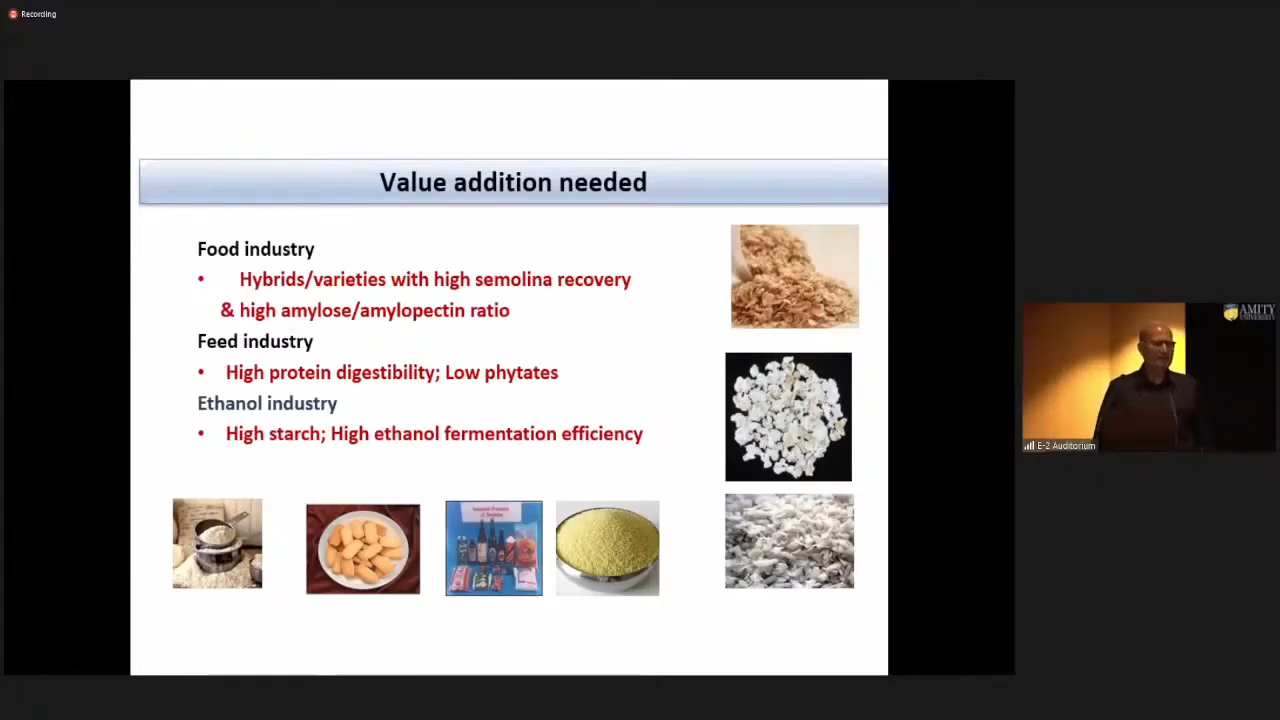 Recording
Value addition needed
Food industry
• Hybrids/varieties with high semolina recovery
& high amylose/amylopectin ratio
Feed industry
• High protein digestibility; Low phytates
Ethanol industry
• High starch; High ethanol fermentation efficiency
AMITY
UNIVERSITY
E-2 Auditorium